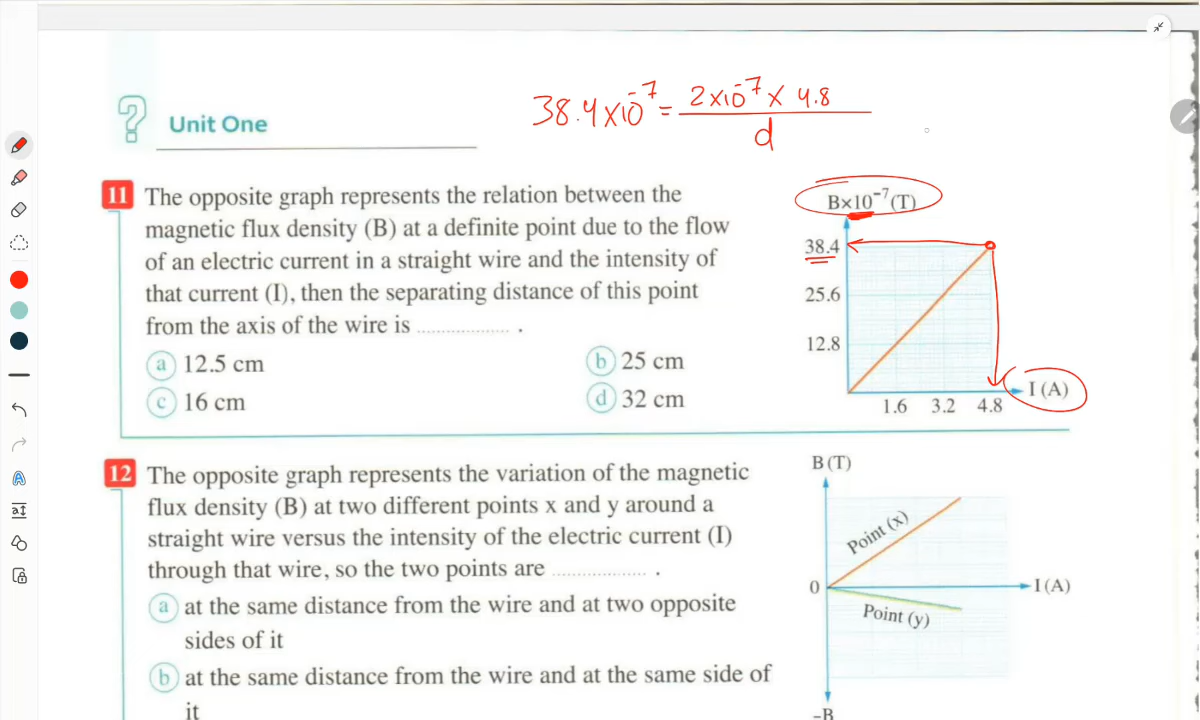 38.4×10⁻⁷ = 2×10⁻⁷ × 4.8 / d
Unit One
11 The opposite graph represents the relation between the
magnetic flux density (B) at a definite point due to the flow
of an electric current in a straight wire and the intensity of
that current (I), then the separating distance of this point
from the axis of the wire is ................ .
a 12.5 cm
b 25 cm
c 16 cm
d 32 cm
B×10⁻⁷(T)
38.4
25.6
12.8
I (A)
1.6 3.2 4.8
12 The opposite graph represents the variation of the magnetic
flux density (B) at two different points x and y around a
straight wire versus the intensity of the electric current (I)
through that wire, so the two points are ................ .
a at the same distance from the wire and at two opposite
sides of it
b at the same distance from the wire and at the same side of
it
B (T)
Point (x)
0
I (A)
Point (y)
–B